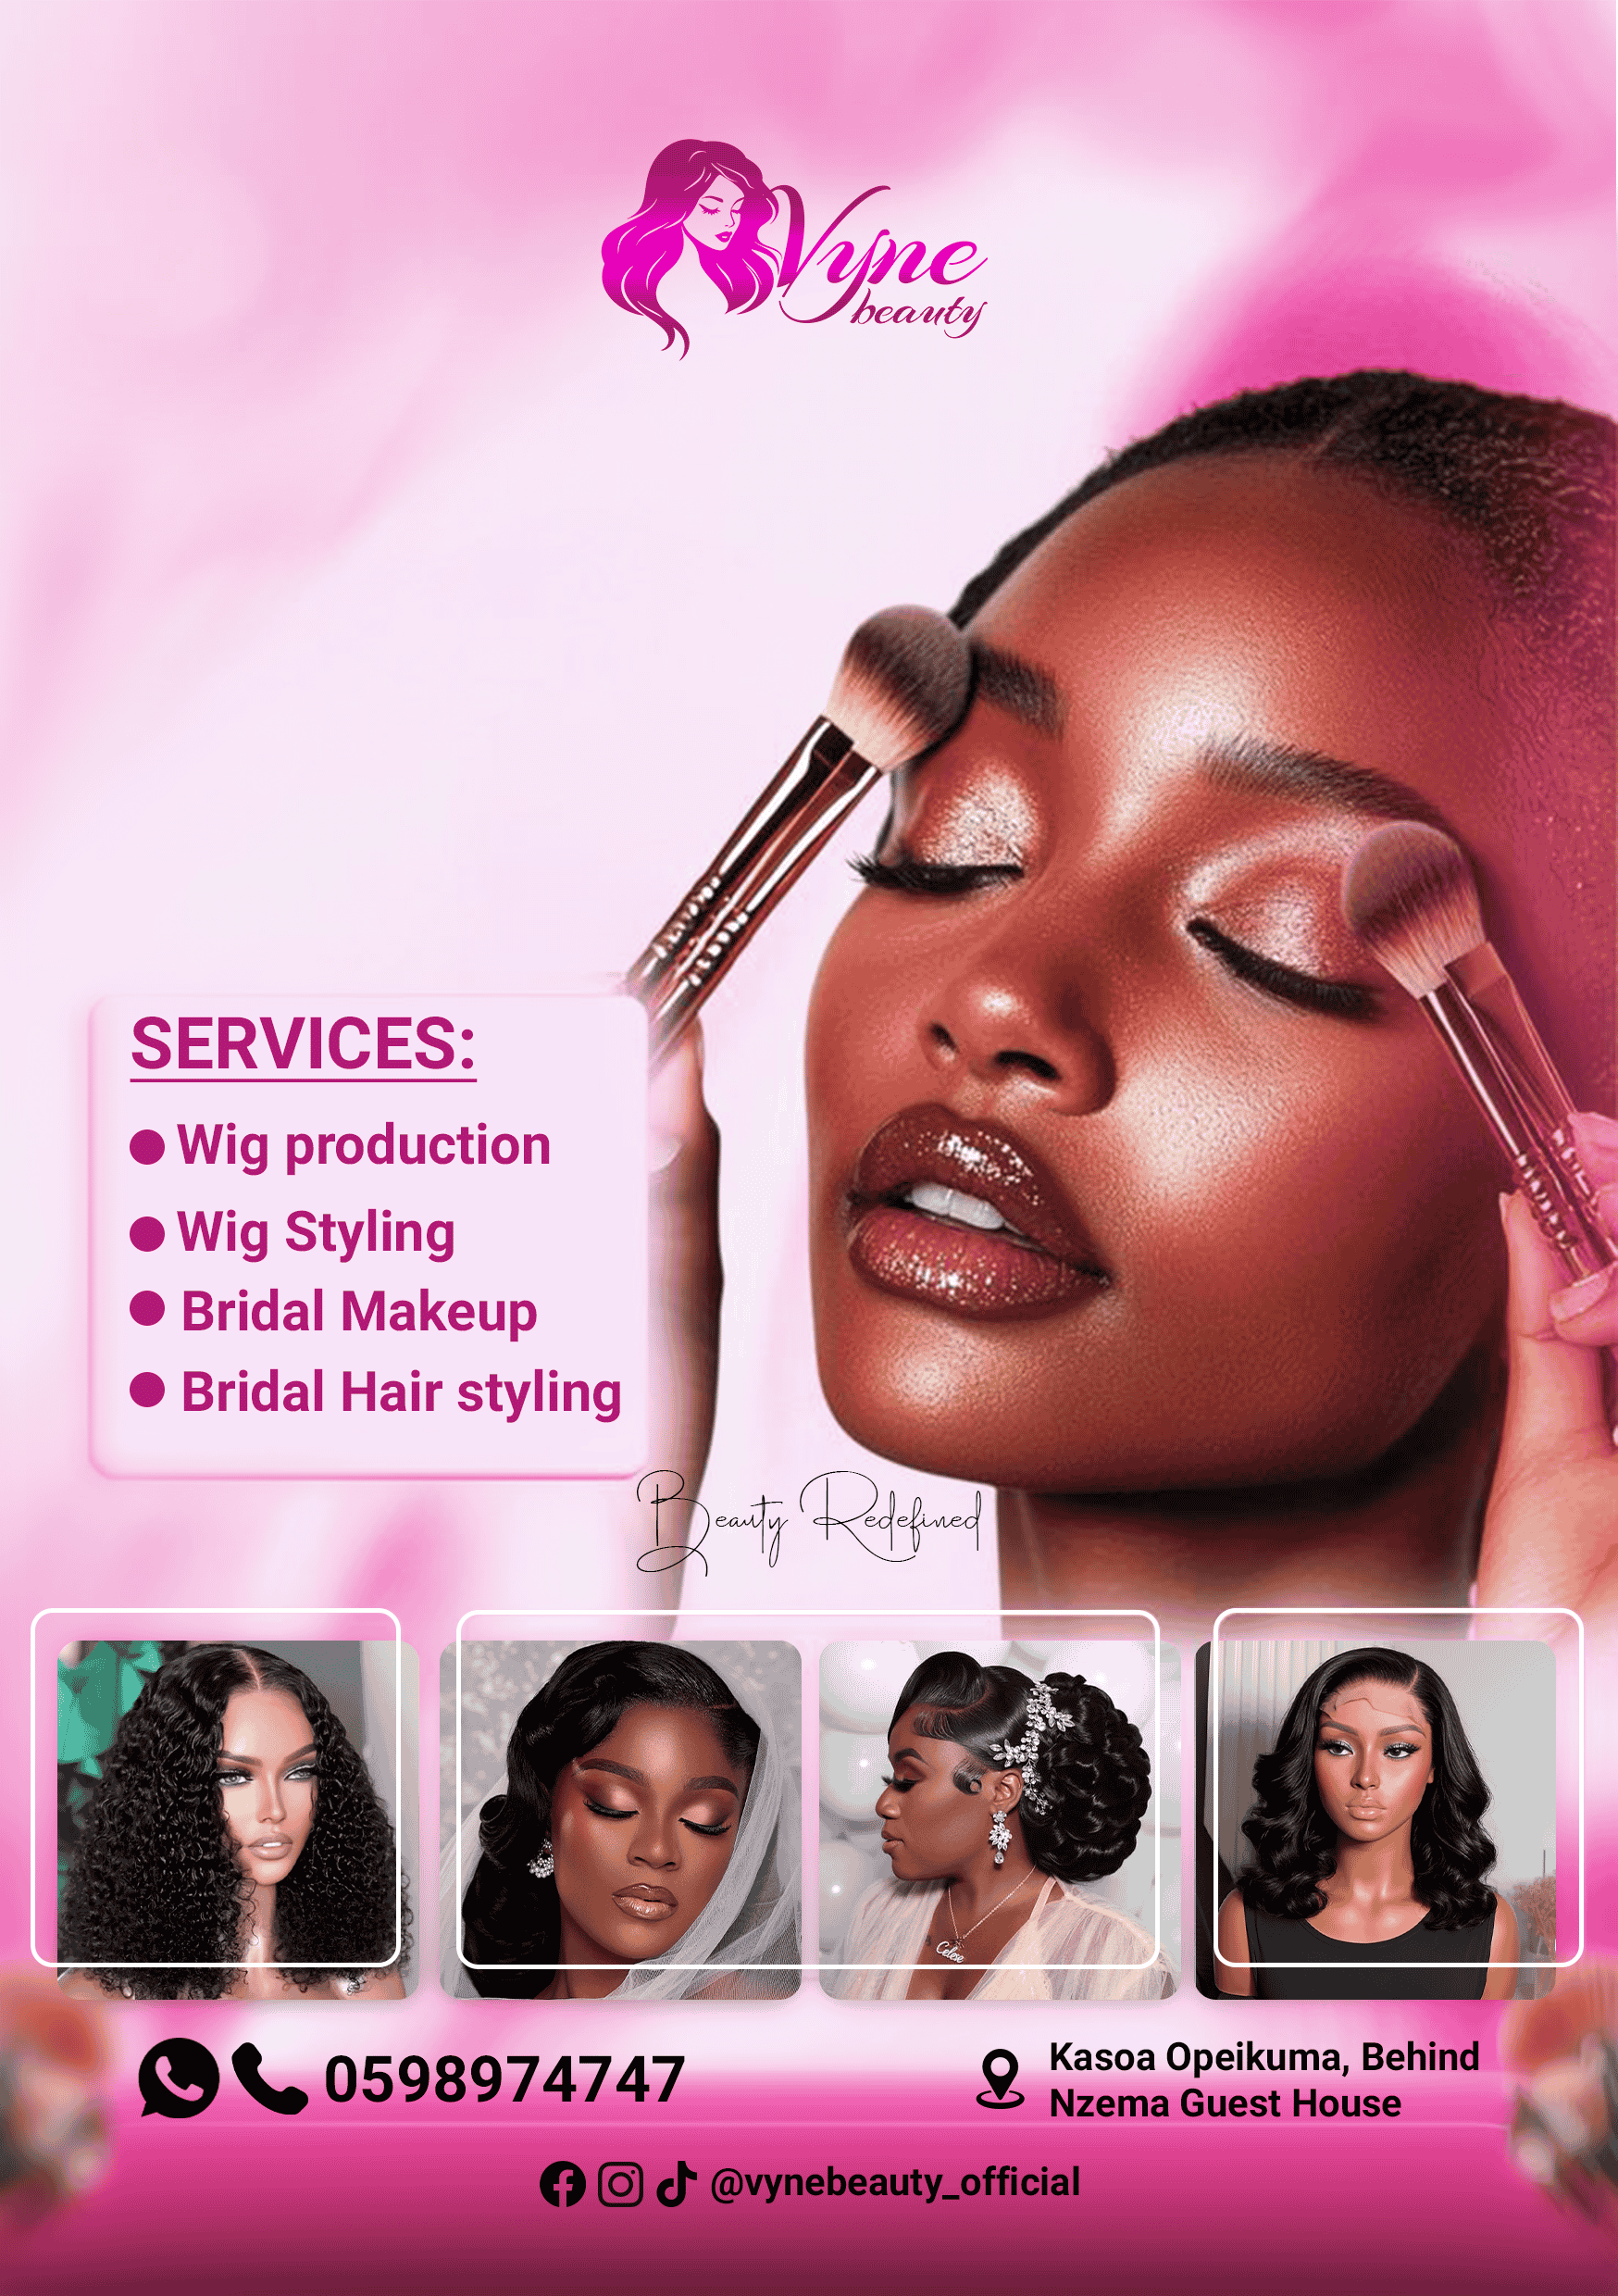 Vyne
beauty
SERVICES:
Wig production
Wig Styling
Bridal Makeup
Bridal Hair styling
Beauty Redefined
Celese
0598974747
Kasoa Opeikuma, Behind
Nzema Guest House
@vynebeauty_official